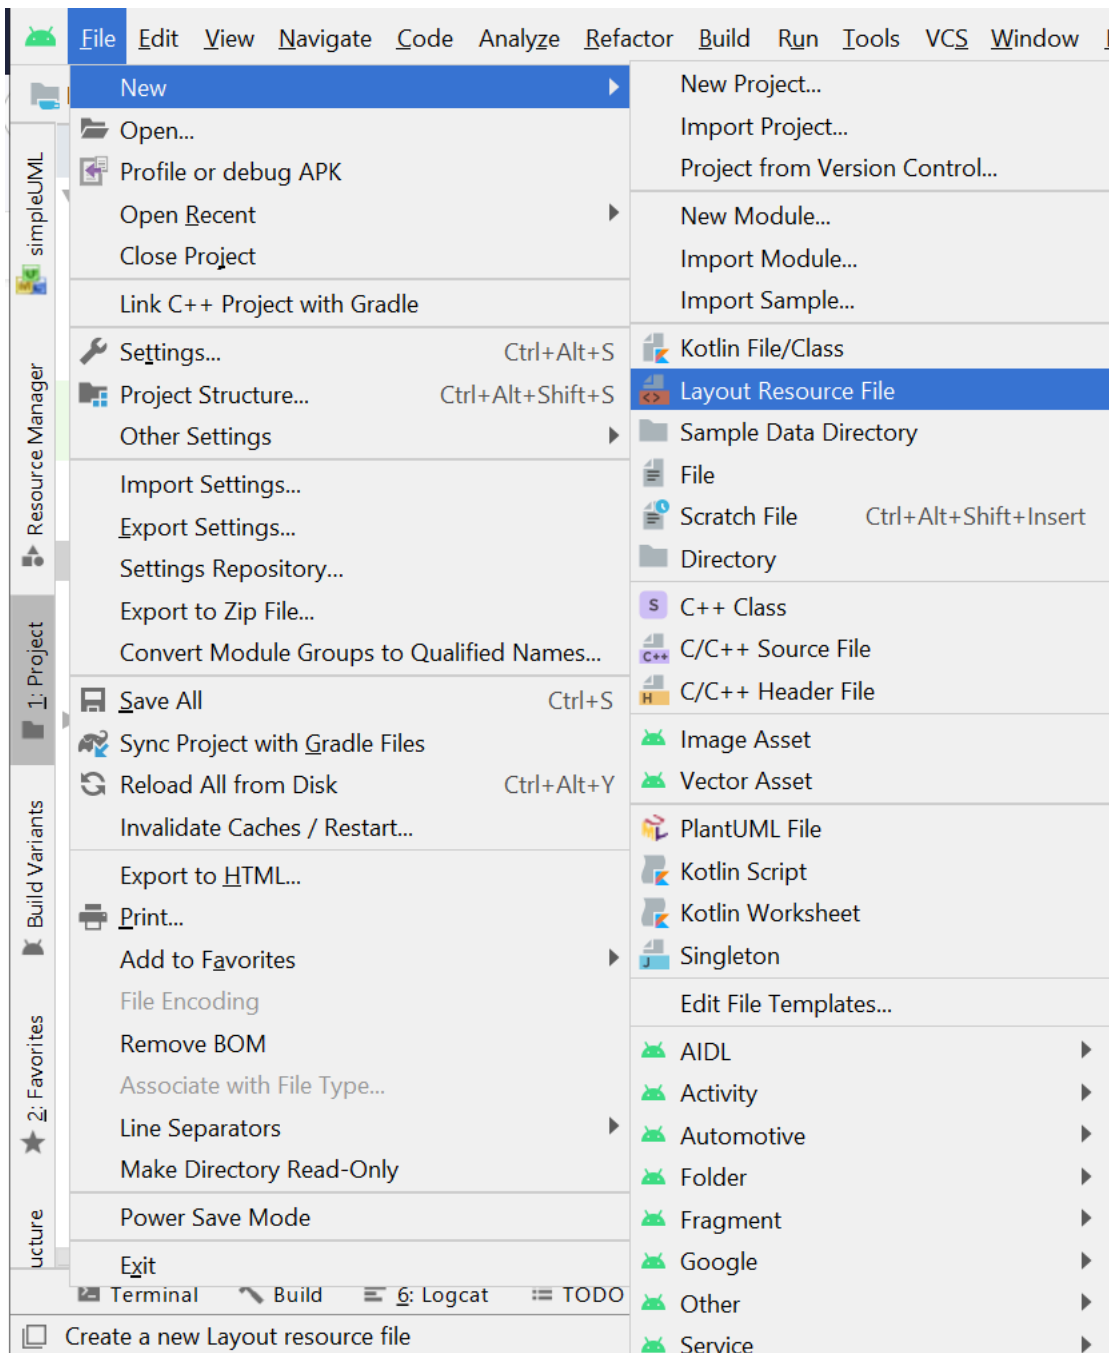 File Edit View Navigate Code Analyze Refactor Build Run Tools VCS Window
New
Open...
Profile or debug APK
Open Recent
Close Project
Link C++ Project with Gradle
Settings... Ctrl+Alt+S
Project Structure... Ctrl+Alt+Shift+S
Other Settings
Import Settings...
Export Settings...
Settings Repository...
Export to Zip File...
Convert Module Groups to Qualified Names...
Save All Ctrl+S
Sync Project with Gradle Files
Reload All from Disk Ctrl+Alt+Y
Invalidate Caches / Restart...
Export to HTML...
Print...
Add to Favorites
File Encoding
Remove BOM
Associate with File Type...
Line Separators
Make Directory Read-Only
Power Save Mode
Exit
New Project...
Import Project...
Project from Version Control...
New Module...
Import Module...
Import Sample...
Kotlin File/Class
Layout Resource File
Sample Data Directory
File
Scratch File Ctrl+Alt+Shift+Insert
Directory
S C++ Class
C++ C/C++ Source File
H C/C++ Header File
Image Asset
Vector Asset
PlantUML File
Kotlin Script
Kotlin Worksheet
J Singleton
Edit File Templates...
AIDL
Activity
Automotive
Folder
Fragment
Google
Other
Service
simpleUML
Resource Manager
1: Project
Build Variants
2: Favorites
ucture
Terminal Build 6: Logcat TODO
Create a new Layout resource file